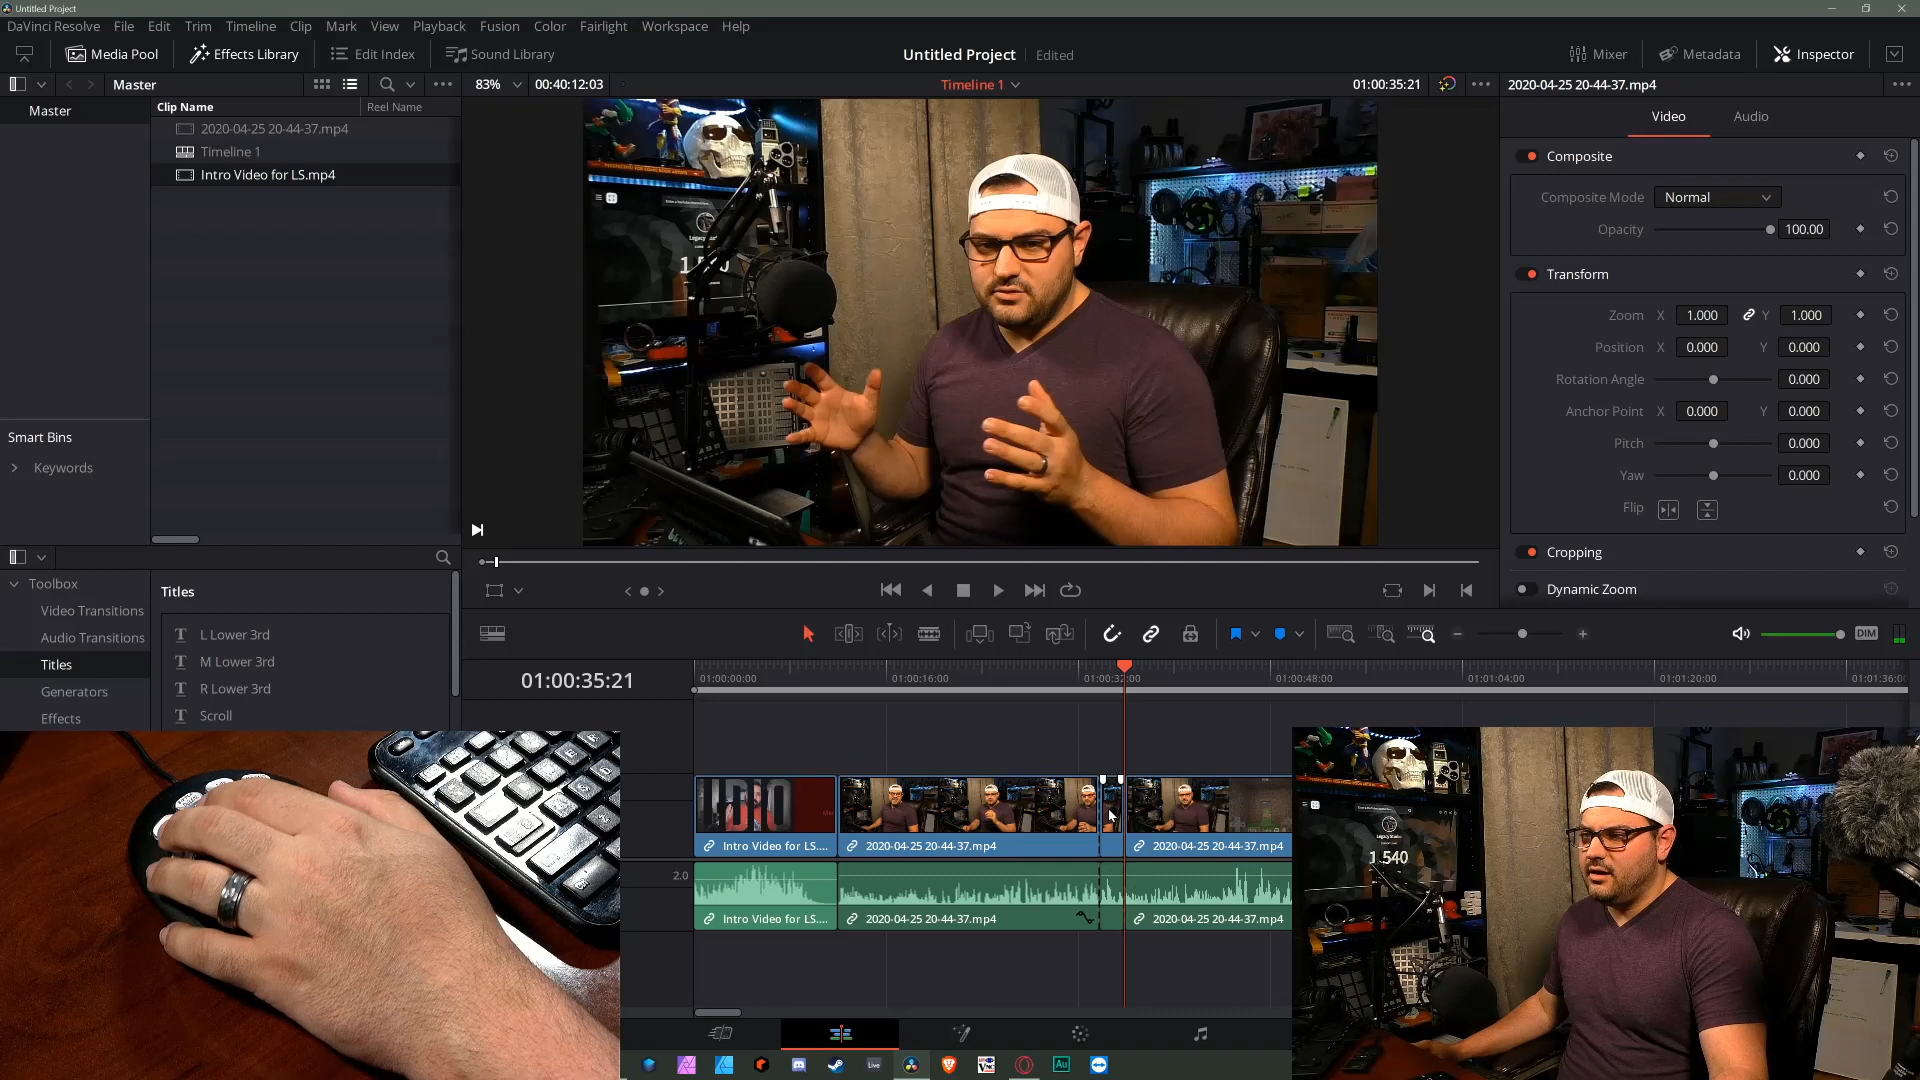 Untitled Project
DaVinci Resolve File Edit Trim Timeline Clip Mark View Playback Fusion Color Fairlight Workspace Help
Media Pool Effects Library Edit Index Sound Library Untitled Project Edited Mixer Metadata Inspector
Master 83% 00:40:12:03 Timeline 1 01:00:35:21 2020-04-25 20-44-37.mp4
Master
Clip Name Reel Name
2020-04-25 20-44-37.mp4
Timeline 1
Intro Video for LS.mp4
Video Audio
Composite
Composite Mode Normal
Opacity 100.00
Transform
Zoom X 1.000 Y 1.000
Position X 0.000 Y 0.000
Rotation Angle 0.000
Anchor Point X 0.000 Y 0.000
Pitch 0.000
Yaw 0.000
Flip
Cropping
Dynamic Zoom
Smart Bins
Keywords
Toolbox
Video Transitions
Audio Transitions
Titles
Generators
Effects
Titles
L Lower 3rd
M Lower 3rd
R Lower 3rd
Scroll
DIM
01:00:35:21
01:00:00:00 01:00:16:00 01:00:32:00 01:00:48:00 01:01:04:00 01:01:20:00 01:01:36:00
UDIO
Intro Video for LS.... 2020-04-25 20-44-37.mp4 2020-04-25 20-44-37.mp4
2.0
Intro Video for LS.... 2020-04-25 20-44-37.mp4 2020-04-25 20-44-37.mp4
1,540
Live
Au